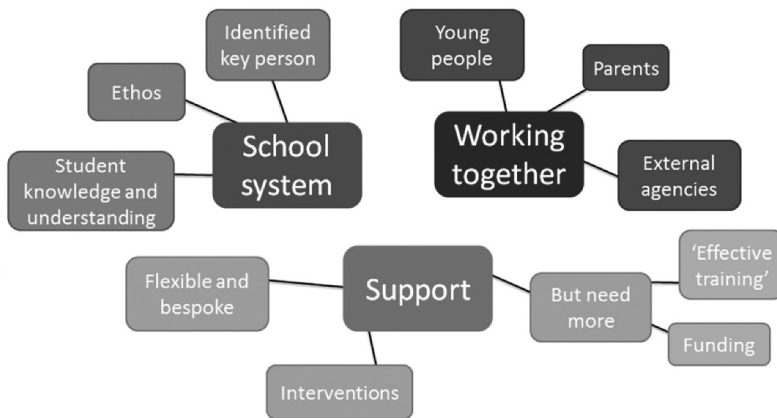 Identified
key person
Ethos
Student
knowledge and
understanding
School
system
Young
people
Parents
Working
together
External
agencies
Flexible and
bespoke
Support
Interventions
But need
more
‘Effective
training’
Funding